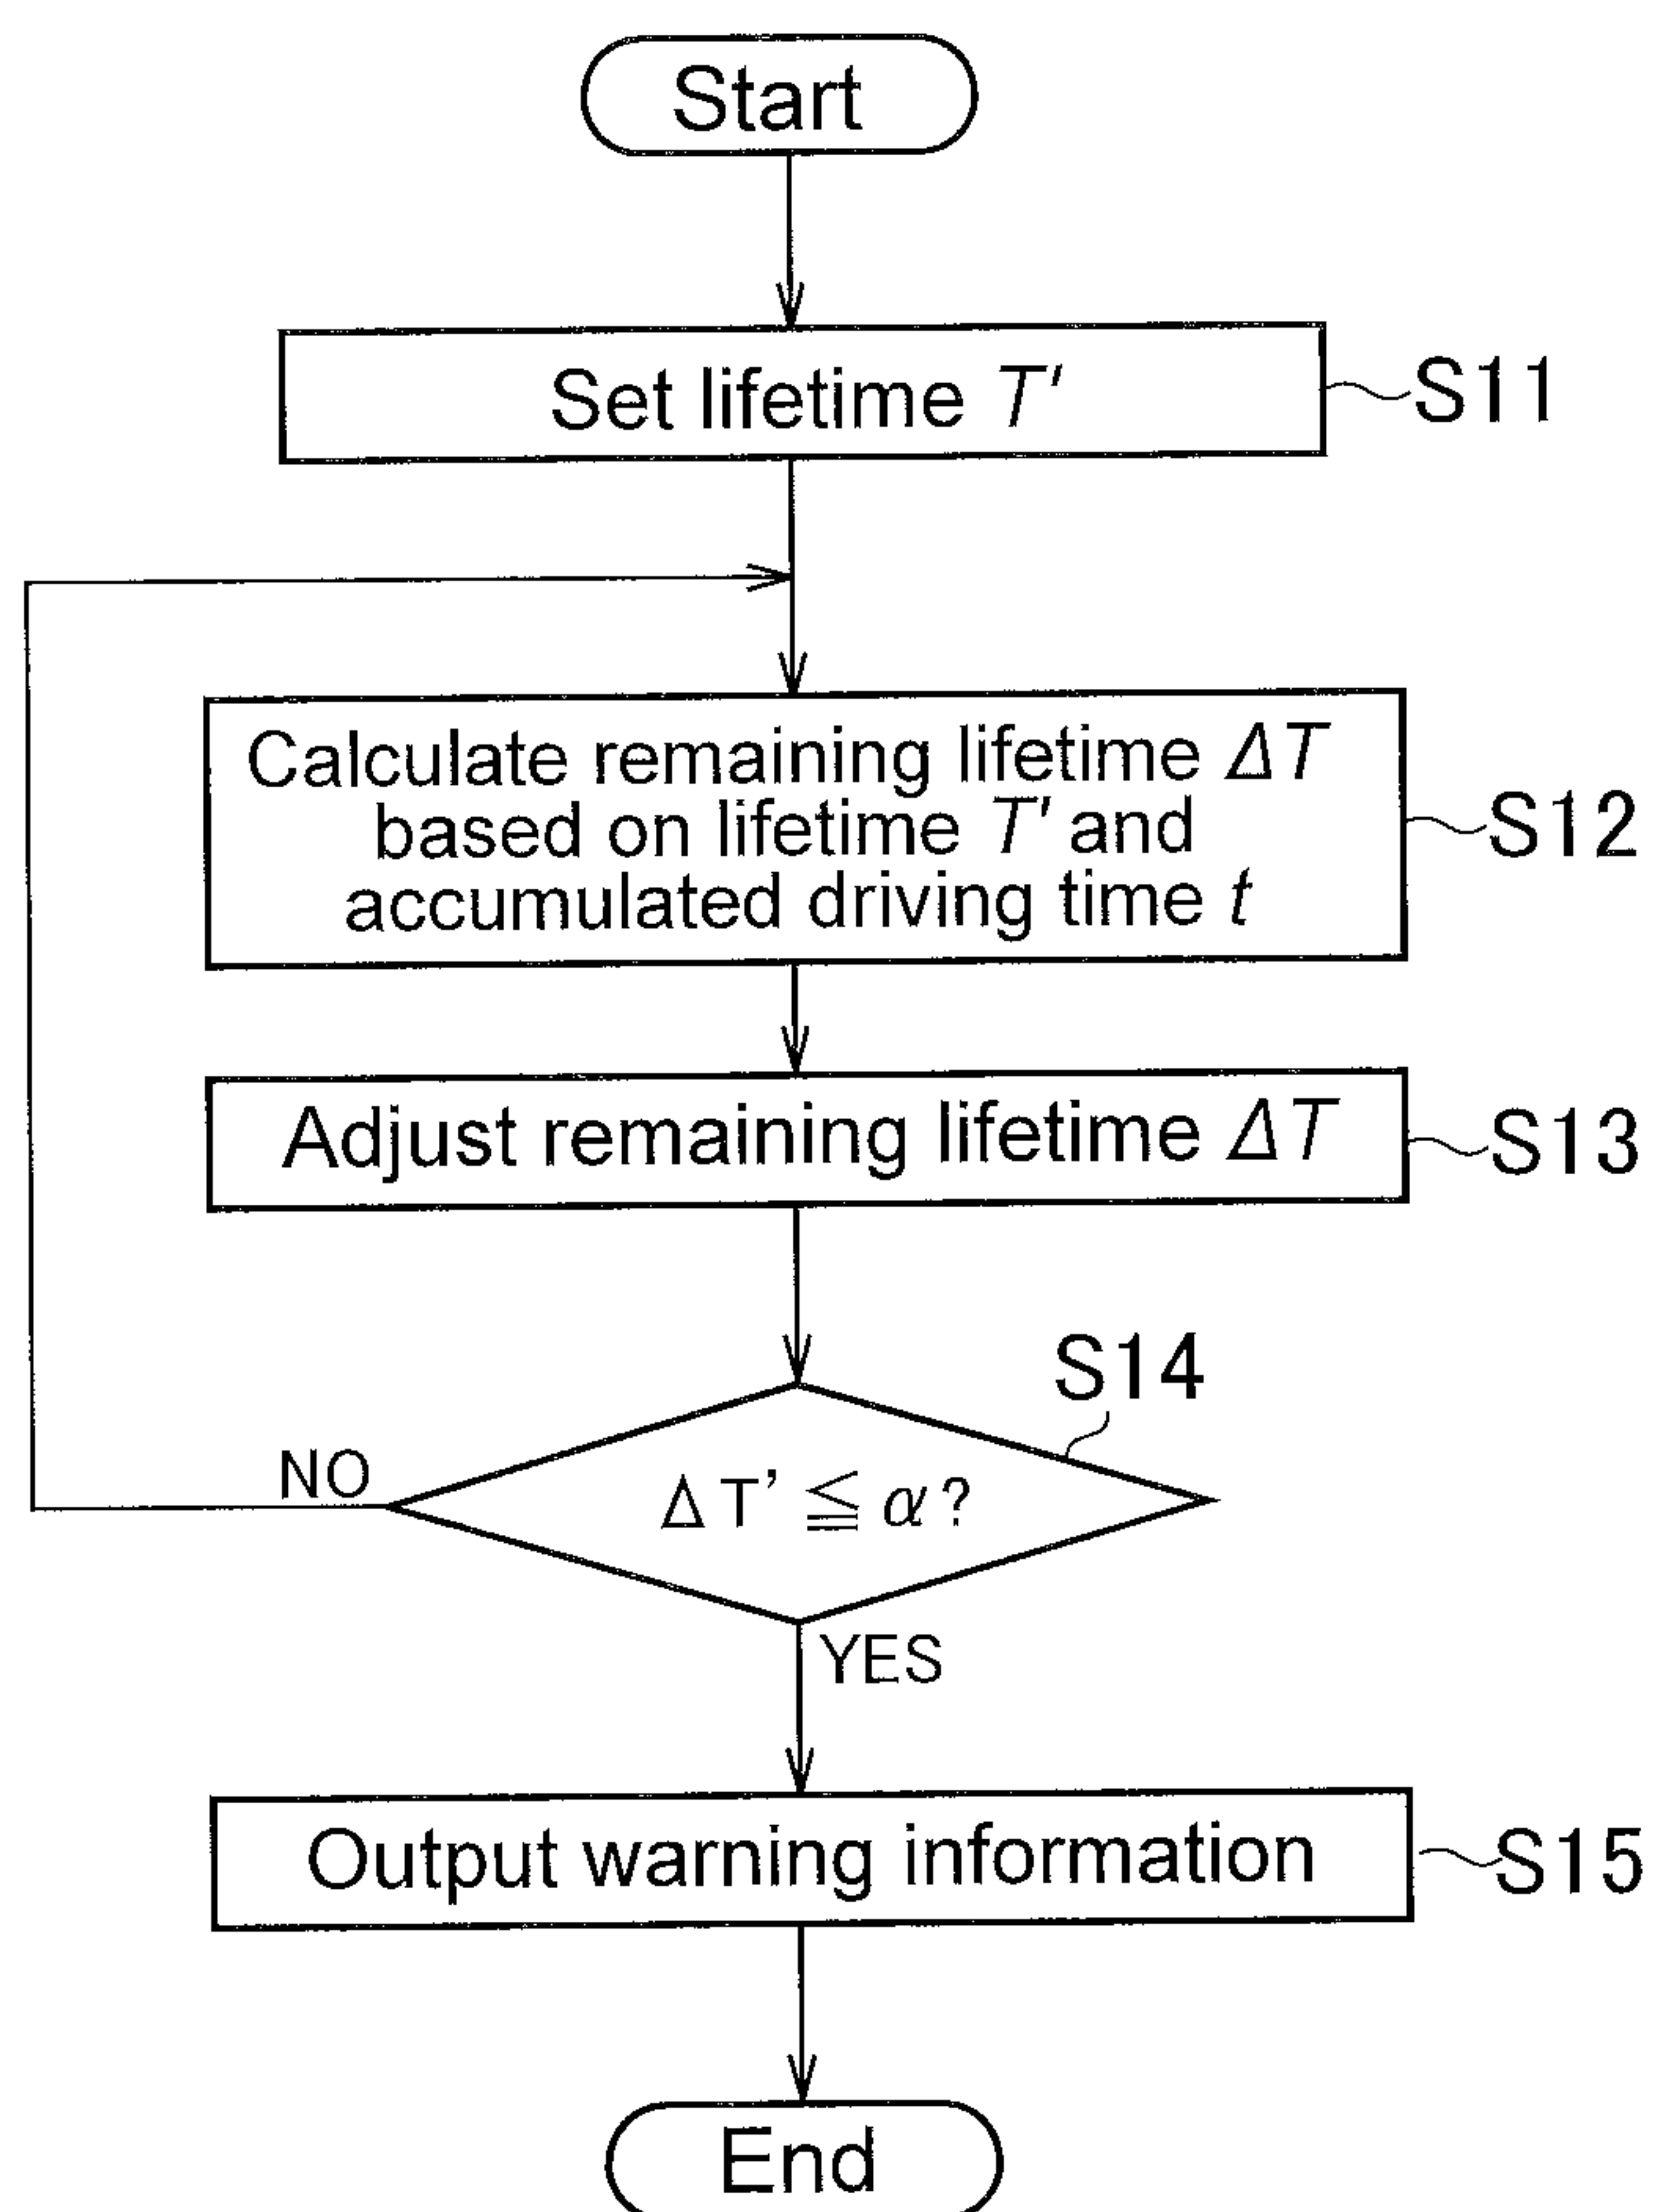 Start
Set lifetime T'
S11
Calculate remaining lifetime ΔT
based on lifetime T' and
accumulated driving time t
S12
Adjust remaining lifetime ΔT
S13
S14
NO
ΔT' ≦ α?
YES
Output warning information
S15
End